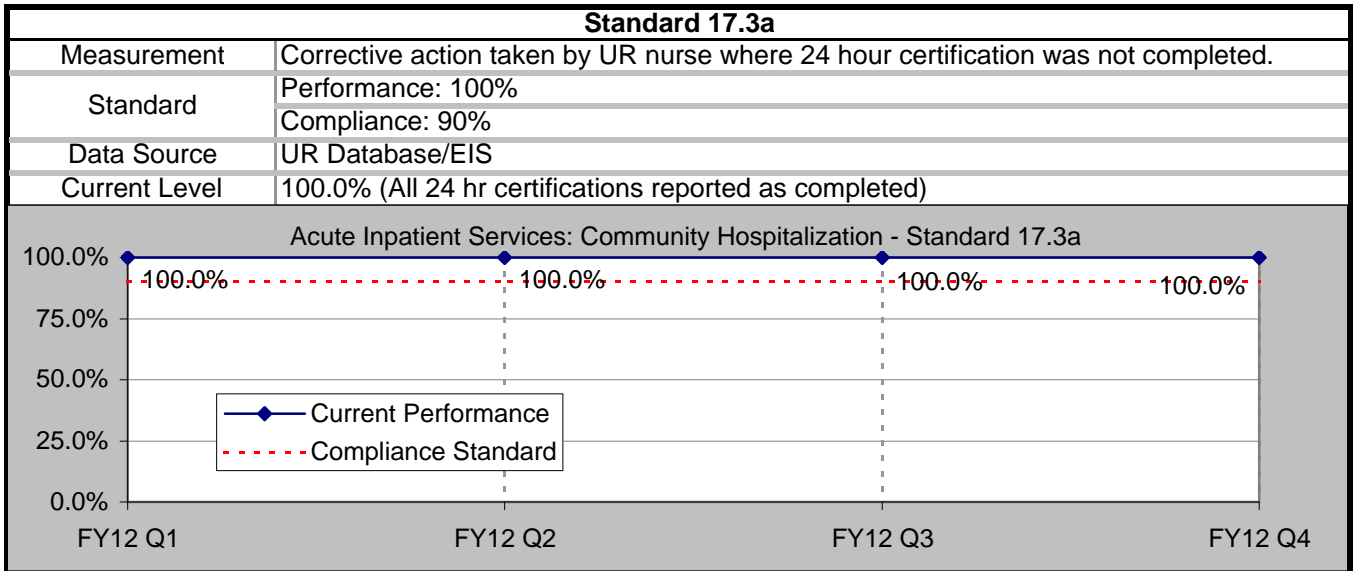 Standard 17.3a
Measurement Corrective action taken by UR nurse where 24 hour certification was not completed.
Standard
Performance: 100%
Compliance: 90%
Data Source UR Database/EIS
Current Level 100.0% (All 24 hr certifications reported as completed)
Acute Inpatient Services: Community Hospitalization - Standard 17.3a
100.0%
100.0% 100.0% 100.0% 100.0%
75.0%
50.0%
Current Performance
25.0%
Compliance Standard
0.0%
FY12 Q1 FY12 Q2 FY12 Q3 FY12 Q4